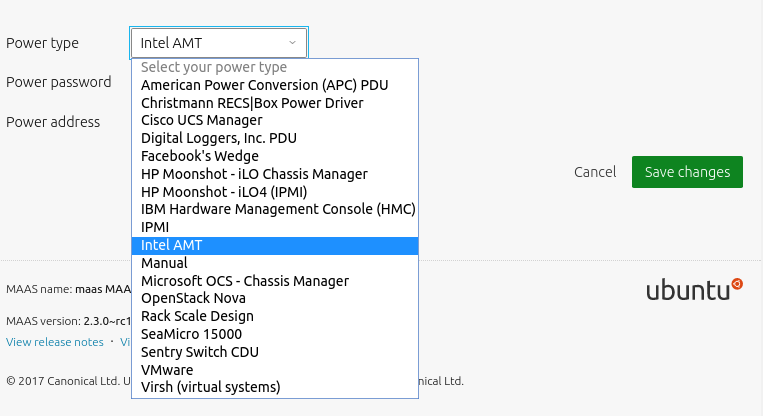 Power type
Intel AMT
Select your power type
Power password
American Power Conversion (APC) PDU
Christmann RECS|Box Power Driver
Power address
Cisco UCS Manager
Digital Loggers, Inc. PDU
Facebook's Wedge
HP Moonshot - iLO Chassis Manager
HP Moonshot - iLO4 (IPMI)
IBM Hardware Management Console (HMC)
IPMI
Intel AMT
Manual
Microsoft OCS - Chassis Manager
OpenStack Nova
Rack Scale Design
SeaMicro 15000
Sentry Switch CDU
VMware
Virsh (virtual systems)
Cancel
Save changes
MAAS name: maas MAA
ubuntu
MAAS version: 2.3.0~rc1
View release notes · Vi
© 2017 Canonical Ltd. U
nical Ltd.